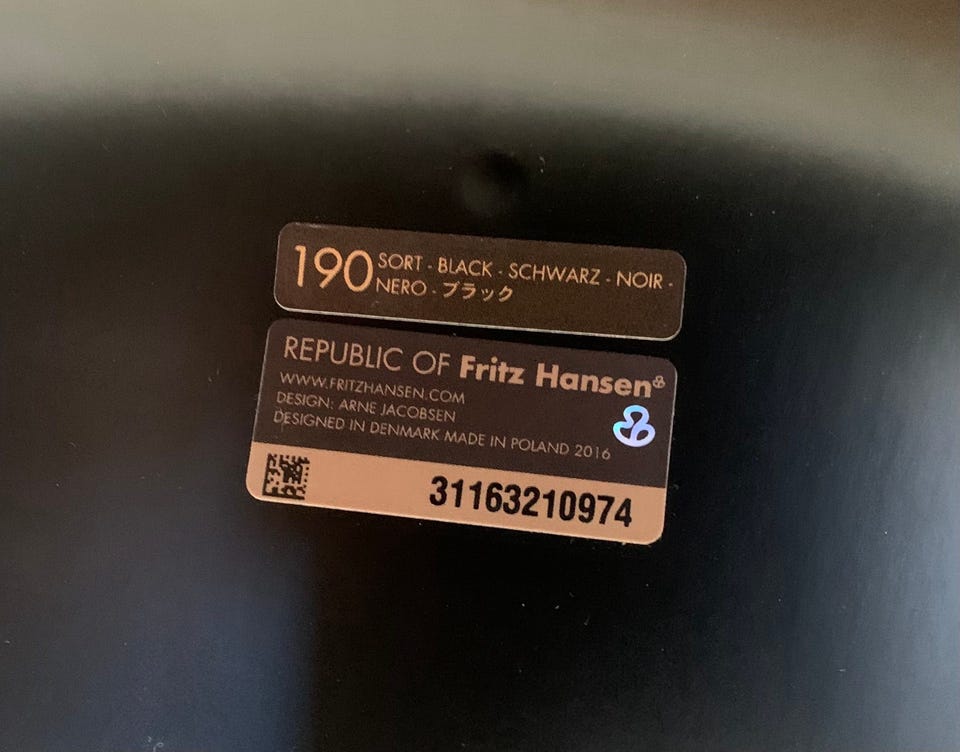 190 SORT - BLACK - SCHWARZ - NOIR -
NERO - ブラック
REPUBLIC OF Fritz Hansen
WWW.FRITZHANSEN.COM
DESIGN: ARNE JACOBSEN
DESIGNED IN DENMARK MADE IN POLAND 2016
31163210974